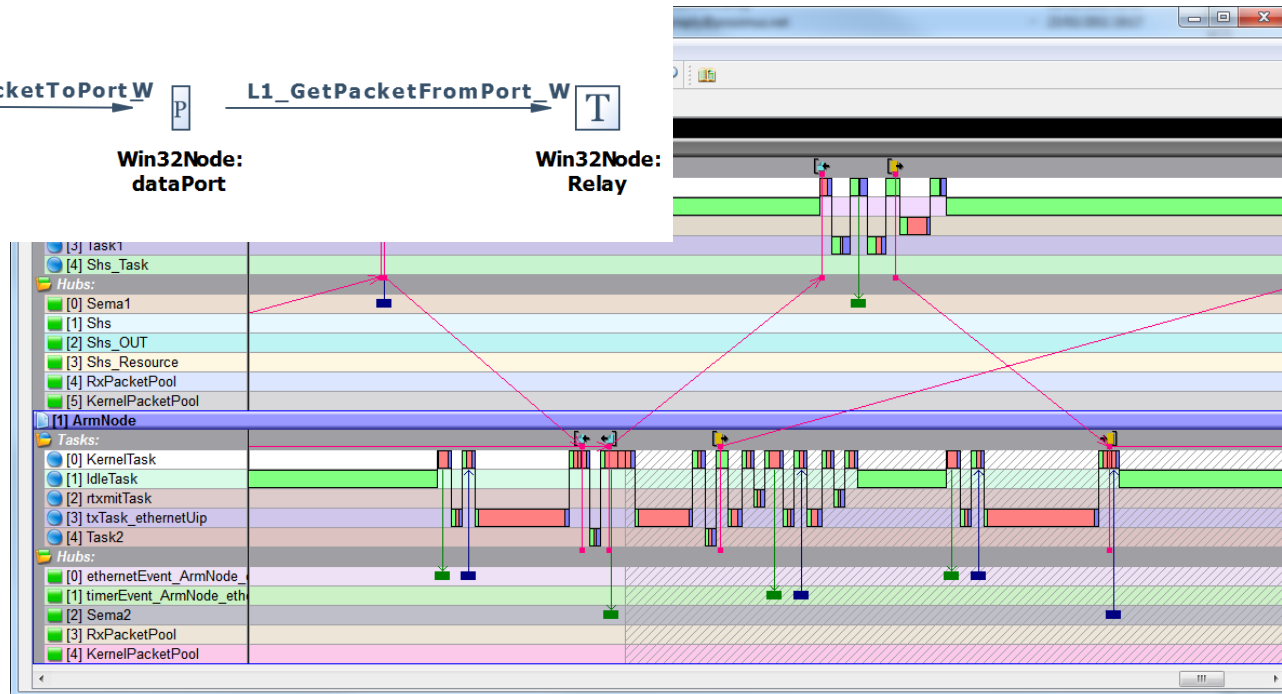 cketToPort_W
L1_GetPacketFromPort_W
P
T
Win32Node:
dataPort
Win32Node:
Relay
[3] Task1
[4] Shs_Task
Hubs:
[0] Sema1
[1] Shs
[2] Shs_OUT
[3] Shs_Resource
[4] RxPacketPool
[5] KernelPacketPool
[1] ArmNode
Tasks:
[0] KernelTask
[1] IdleTask
[2] rtxmitTask
[3] txTask_ethernetUip
[4] Task2
Hubs:
[0] ethernetEvent_ArmNode_
[1] timerEvent_ArmNode_eth
[2] Sema2
[3] RxPacketPool
[4] KernelPacketPool